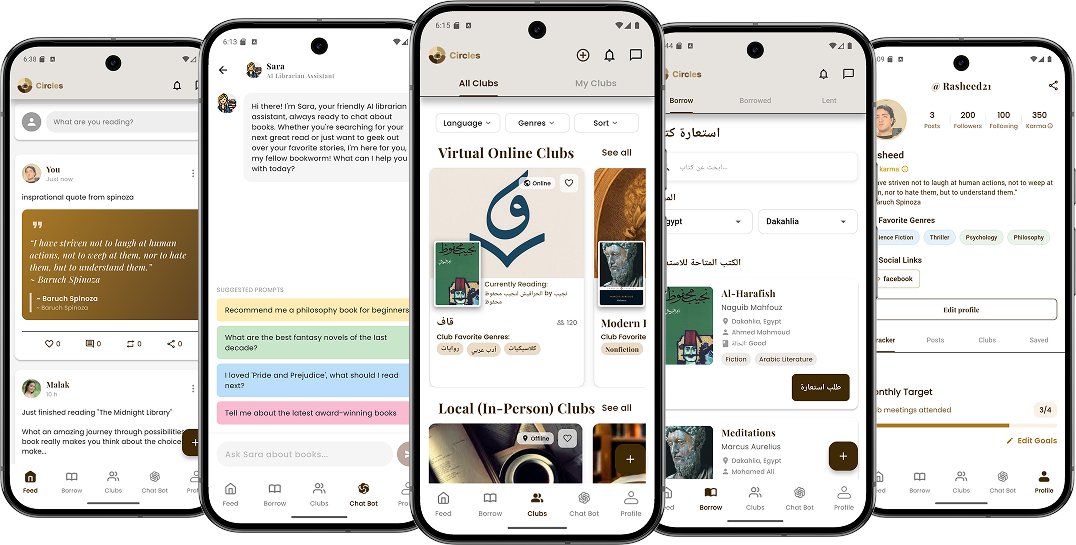 6:38
Circles
What are you reading?
You
Just now
insprational quote from spinoza
“I have striven not to laugh at human
actions, not to weep at them, nor to hate
them, but to understand them.”
~ Baruch Spinoza
~ Baruch Spinoza
~ Baruch Spinoza
0
0
0
0
Malak
10 h
Just finished reading "The Midnight Library"
What an amazing journey through possibilities
book really makes you think about the choice
make...
+
Feed
Borrow
Clubs
Chat Bot
6:13
Sara
AI Librarian Assistant
Hi there! I'm Sara, your friendly AI librarian
assistant, always ready to chat about
books. Whether you're searching for your
next great read or just want to geek out
over your favorite stories, I'm here for you,
my fellow bookworm! What can I help you
with today?
SUGGESTED PROMPTS
Recommend me a philosophy book for beginners
What are the best fantasy novels of the last
decade?
I loved 'Pride and Prejudice', what should I read
next?
Tell me about the latest award-winning books
Ask Sara about books...
Feed
Borrow
Clubs
Chat Bot
6:15
Circles
All Clubs
My Clubs
Language
Genres
Sort
Virtual Online Clubs
See all
Online
ق
نجيب محفوظ
Currently Reading:
الحرافيش لنجيب محفوظ by نجيب
محفوظ
قاف
120
Club Favorite Genres:
روايات
أدب عربي
كلاسيكيات
Modern
Club Favorite
Nonfiction
Local (In-Person) Clubs
See all
Offline
+
Feed
Borrow
Clubs
Chat Bot
Profile
:44
Circles
Borrow
Borrowed
Lent
استعارة
ابحث عن كتاب...
gypt
Dakahlia
الكتب المتاحة
نجيب محفوظ
Al-Harafish
Naguib Mahfouz
Dakahlia, Egypt
Ahmed Mahmoud
الحالة: Good
Fiction
Arabic Literature
طلب استعارة
Meditations
Marcus Aurelius
Dakahlia, Egypt
Mohamed Ali
+
Borrow
Clubs
Chat Bot
Profile
:09
@ Rasheed21
3
Posts
200
Followers
100
Following
350
Karma
sheed
karma
have striven not to laugh at human actions, not to weep at
em, nor to hate them, but to understand them.”
aruch Spinoza
Favorite Genres
ience Fiction
Thriller
Psychology
Philosophy
Social Links
facebook
Edit profile
racker
Posts
Clubs
Saved
onthly Target
b meetings attended
3/4
Edit Goals
Feed
Borrow
Clubs
Chat Bot
Profile